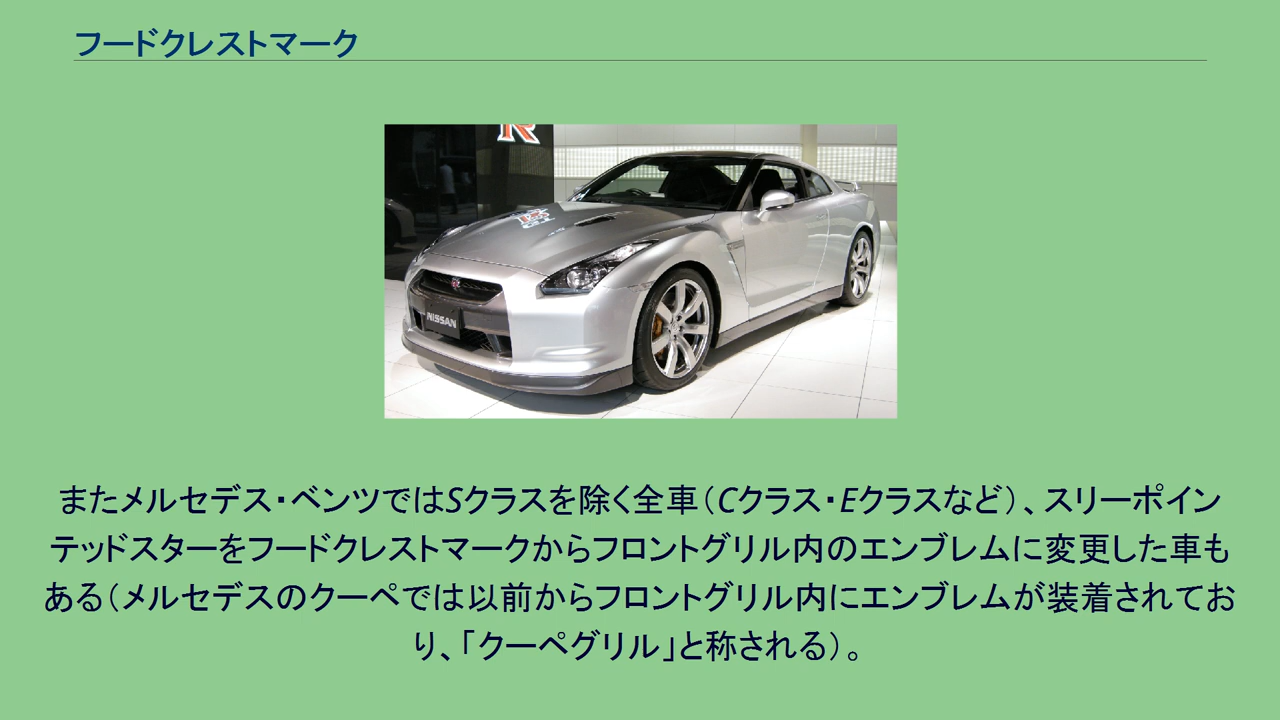 フードクレストマーク
R
NISSAN
またメルセデス・ベンツではSクラスを除く全車（Cクラス・Eクラスなど）、スリーポイン
テッドスターをフードクレストマークからフロントグリル内のエンブレムに変更した車も
ある（メルセデスのクーペでは以前からフロントグリル内にエンブレムが装着されてお
り、「クーペグリル」と称される）。